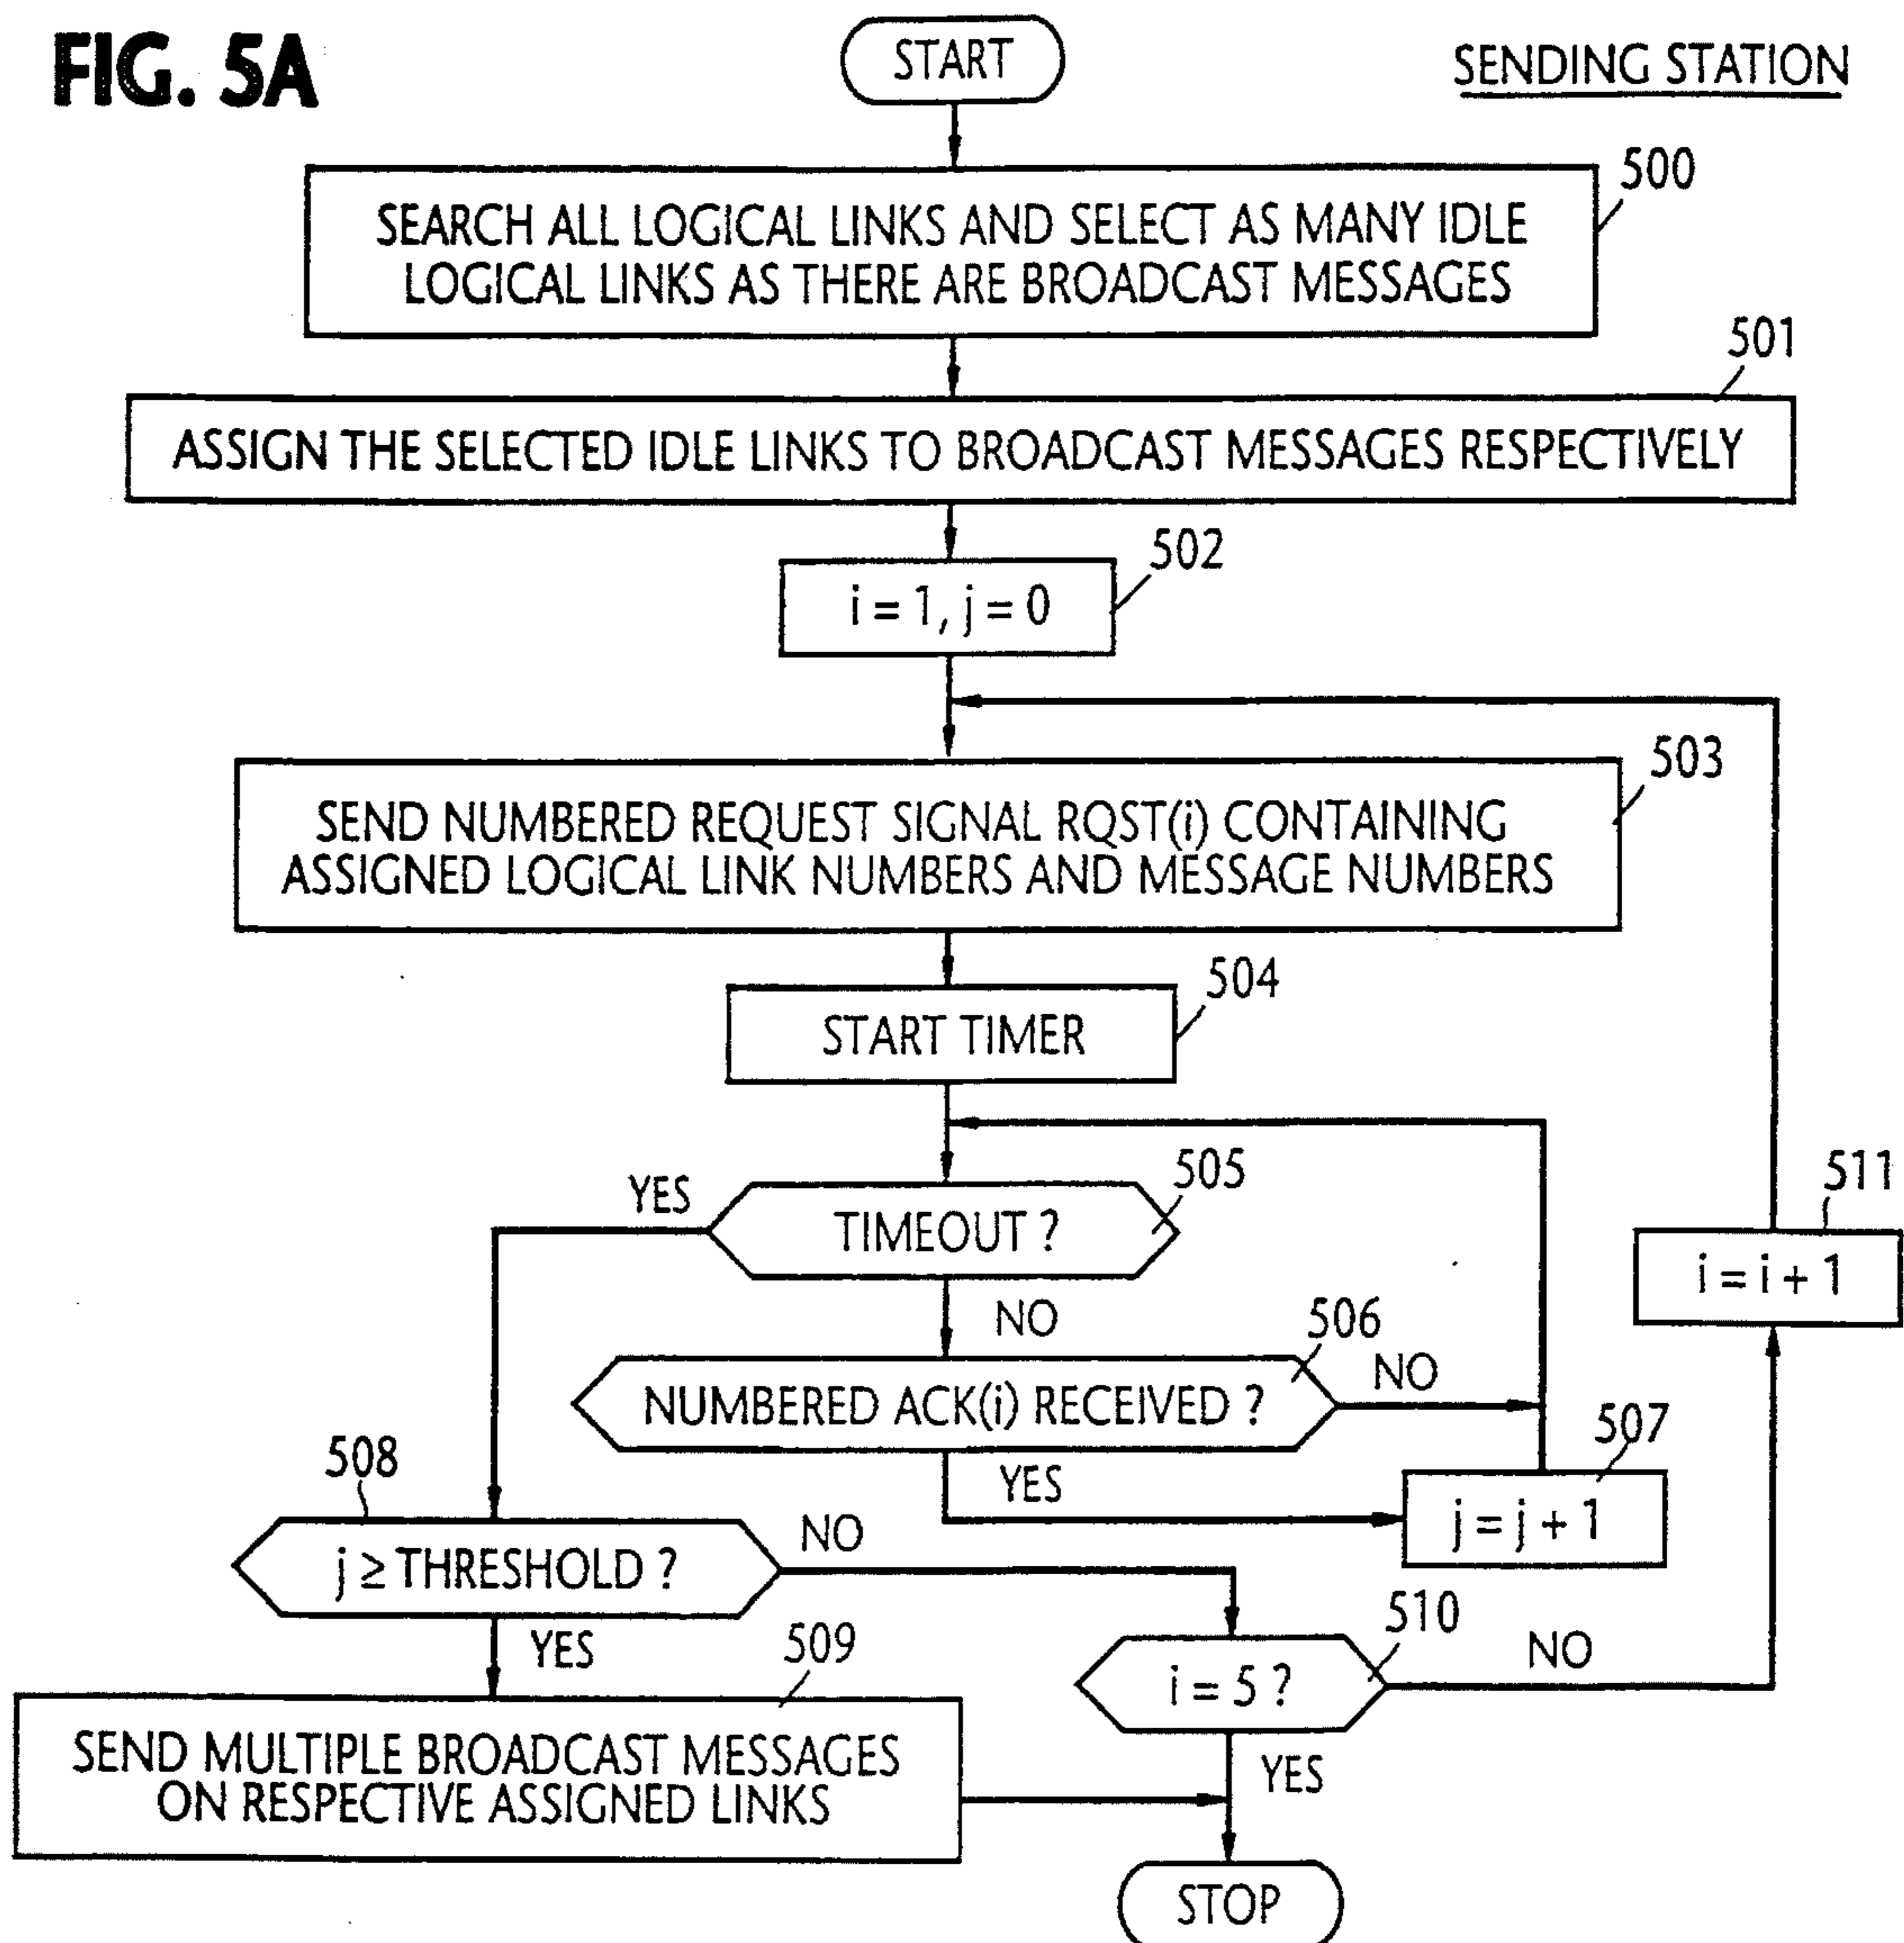 FIG. 5A
START
SENDING STATION
500
SEARCH ALL LOGICAL LINKS AND SELECT AS MANY IDLE
LOGICAL LINKS AS THERE ARE BROADCAST MESSAGES
501
ASSIGN THE SELECTED IDLE LINKS TO BROADCAST MESSAGES RESPECTIVELY
502
i = 1, j = 0
503
SEND NUMBERED REQUEST SIGNAL RQST(i) CONTAINING
ASSIGNED LOGICAL LINK NUMBERS AND MESSAGE NUMBERS
504
START TIMER
505
YES
TIMEOUT ?
511
i = i + 1
NO
506
NUMBERED ACK(i) RECEIVED ?
NO
507
508
YES
j = j + 1
NO
j ≥ THRESHOLD ?
510
YES
509
NO
i = 5 ?
SEND MULTIPLE BROADCAST MESSAGES
ON RESPECTIVE ASSIGNED LINKS
YES
STOP